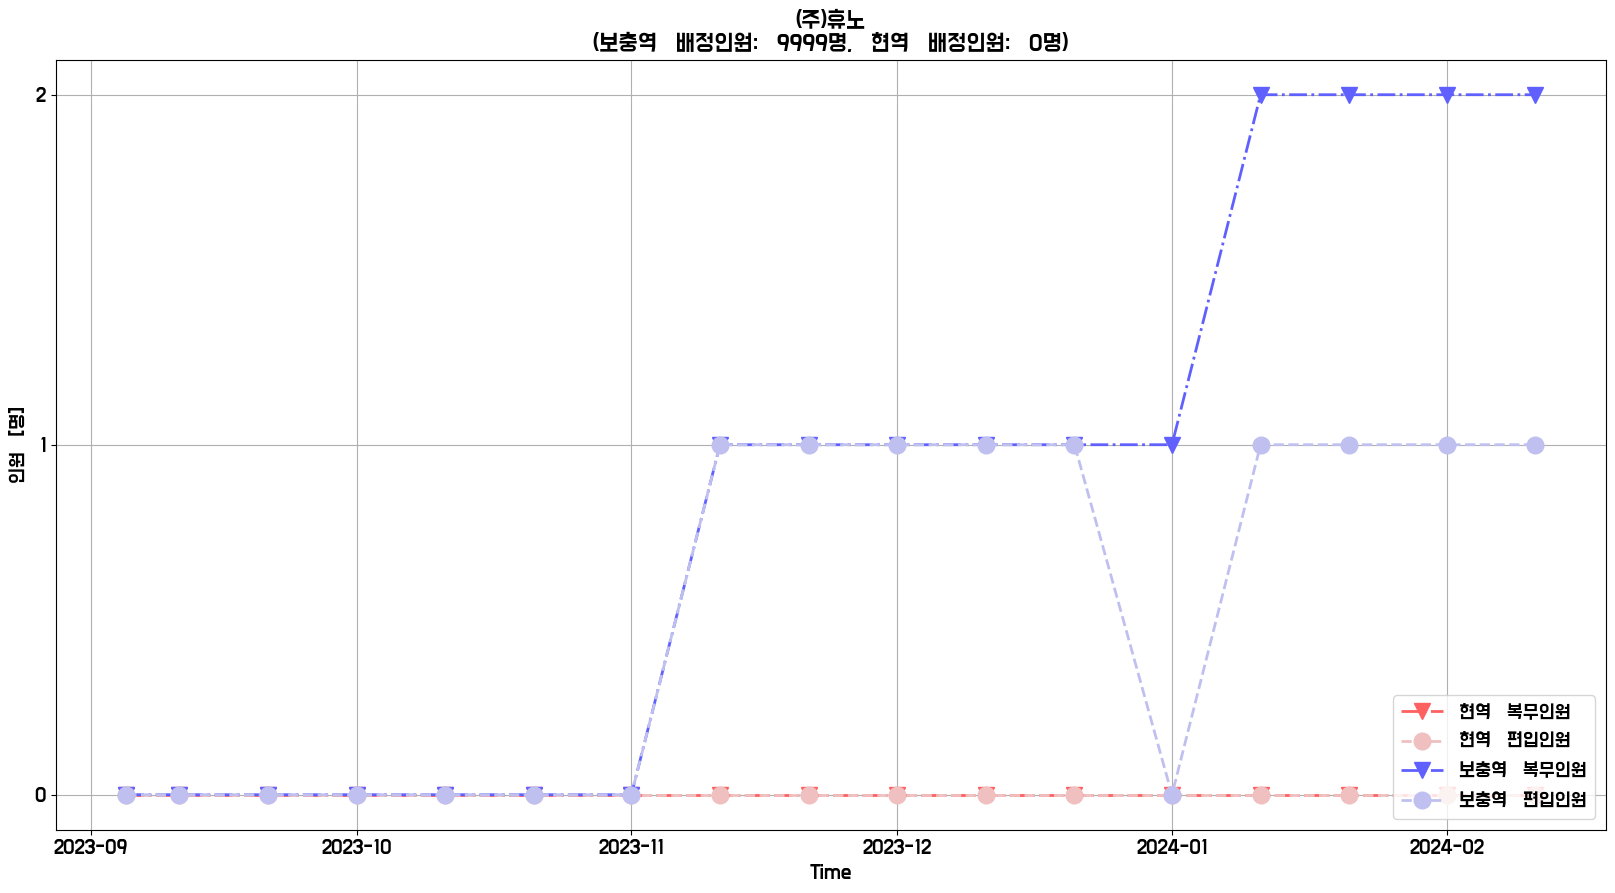 (주)휴노
(보충역 배정인원: 9999명, 현역 배정인원: 0명)
인원 [명]
2
1
0
현역 복무인원
현역 편입인원
보충역 복무인원
보충역 편입인원
2023-09 2023-10 2023-11 2023-12 2024-01 2024-02
Time